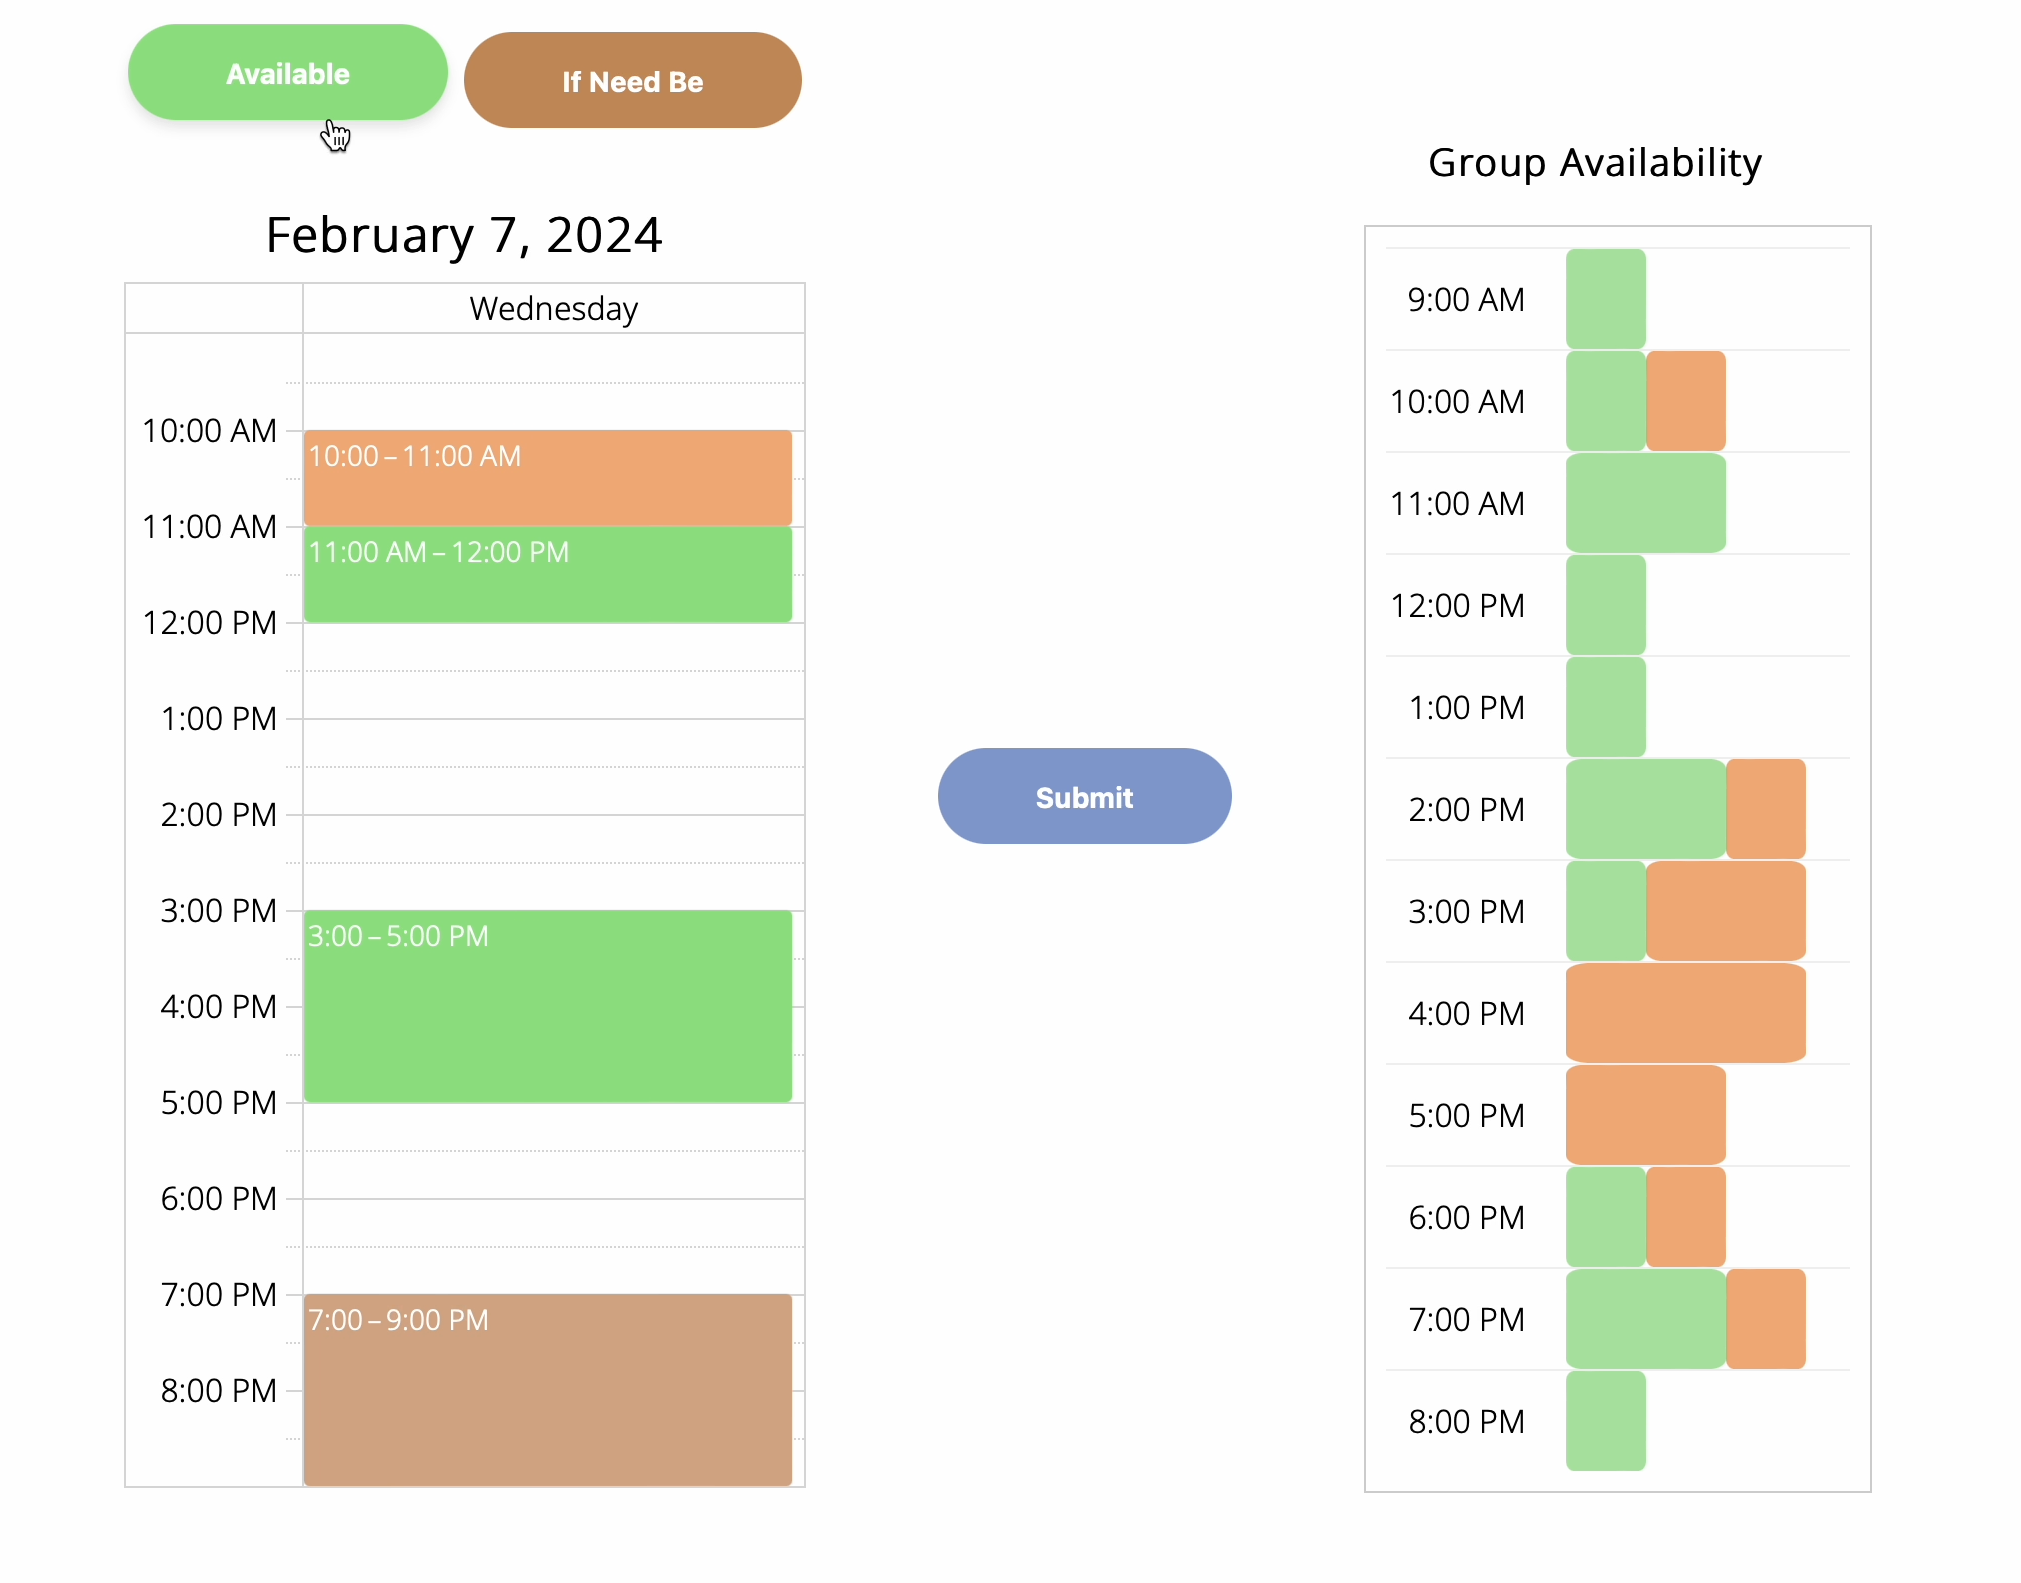 Available
If Need Be
February 7, 2024
Wednesday
10:00 AM
10:00 – 11:00 AM
11:00 AM
11:00 AM – 12:00 PM
12:00 PM
1:00 PM
2:00 PM
3:00 PM
3:00 – 5:00 PM
4:00 PM
5:00 PM
6:00 PM
7:00 PM
7:00 – 9:00 PM
8:00 PM
Submit
Group Availability
9:00 AM
10:00 AM
11:00 AM
12:00 PM
1:00 PM
2:00 PM
3:00 PM
4:00 PM
5:00 PM
6:00 PM
7:00 PM
8:00 PM